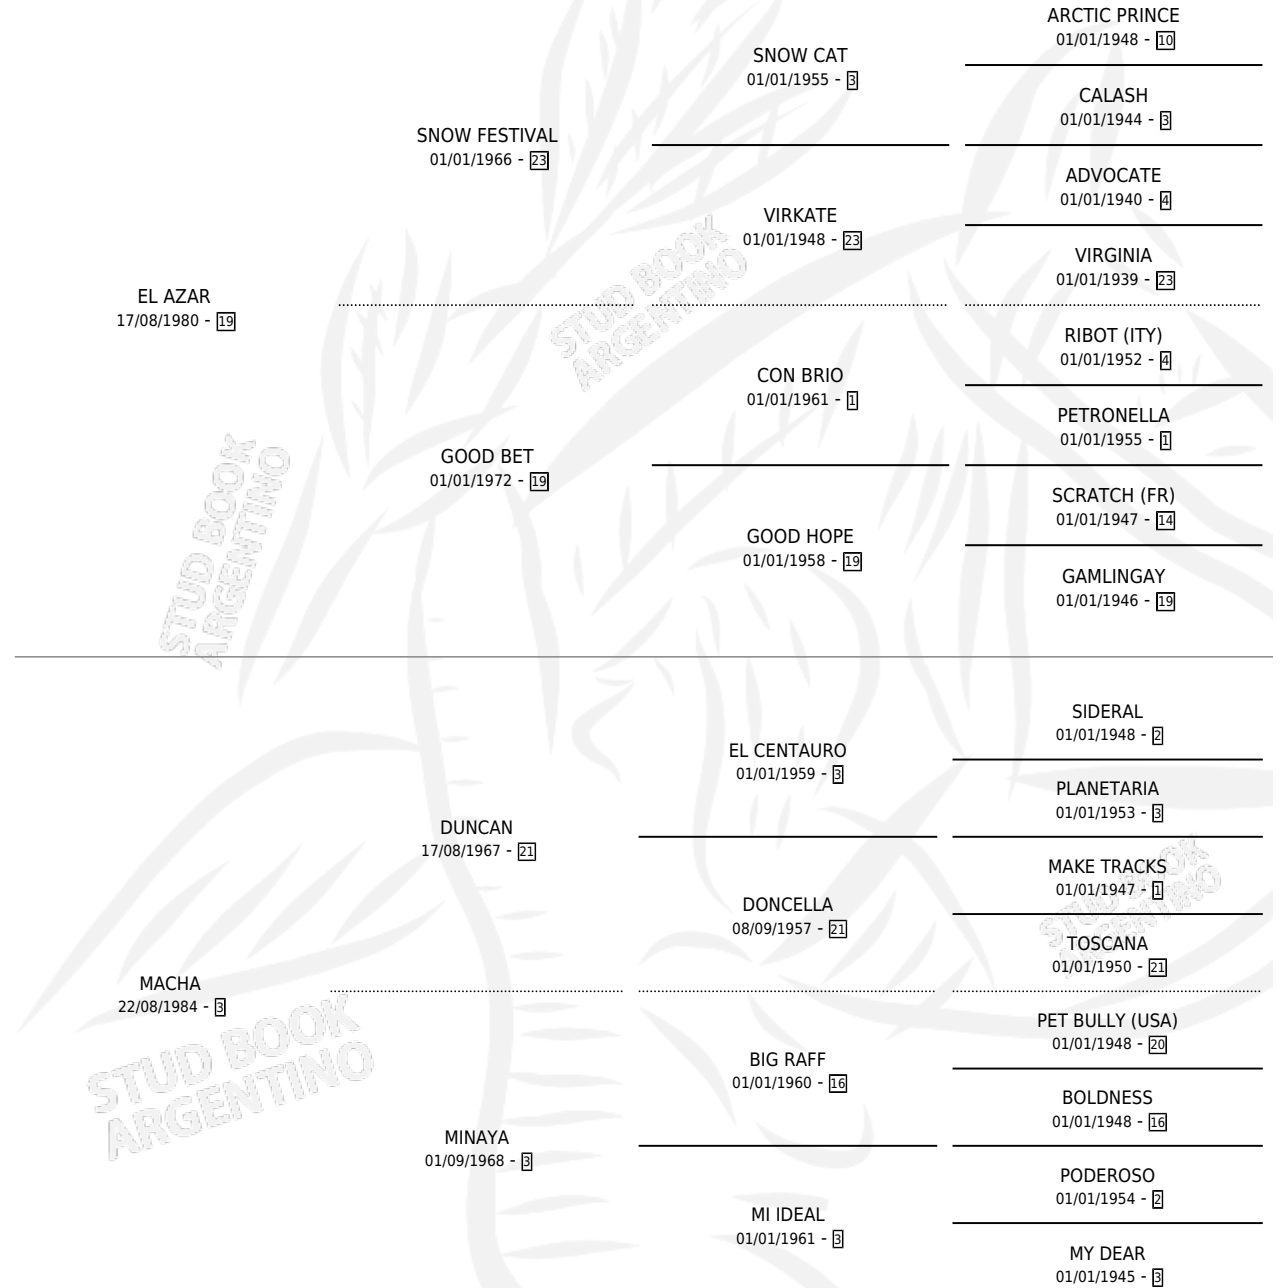 ARCTIC PRINCE
01/01/1948 - 10
SNOW CAT
01/01/1955 - 3
CALASH
01/01/1944 - 3
SNOW FESTIVAL
01/01/1966 - 23
ADVOCATE
01/01/1940 - 4
VIRKATE
01/01/1948 - 23
VIRGINIA
01/01/1939 - 23
EL AZAR
17/08/1980 - 19
RIBOT (ITY)
01/01/1952 - 4
CON BRIO
01/01/1961 - 1
PETRONELLA
01/01/1955 - 1
GOOD BET
01/01/1972 - 19
SCRATCH (FR)
01/01/1947 - 14
GOOD HOPE
01/01/1958 - 19
GAMLINGAY
01/01/1946 - 19
SIDERAL
01/01/1948 - 2
EL CENTAURO
01/01/1959 - 3
PLANETARIA
01/01/1953 - 3
DUNCAN
17/08/1967 - 21
MAKE TRACKS
01/01/1947 - 1
DONCELLA
08/09/1957 - 21
TOSCANA
01/01/1950 - 21
MACHA
22/08/1984 - 3
PET BULLY (USA)
01/01/1948 - 20
BIG RAFF
01/01/1960 - 16
BOLDNESS
01/01/1948 - 16
MINAYA
01/09/1968 - 3
PODEROSO
01/01/1954 - 2
MI IDEAL
01/01/1961 - 3
MY DEAR
01/01/1945 - 3
STUD BOOK
ARGENTINO
STUD BOOK
ARGENTINO
STUD BOOK
ARGENTINO
STUD BOOK
ARGENTINO